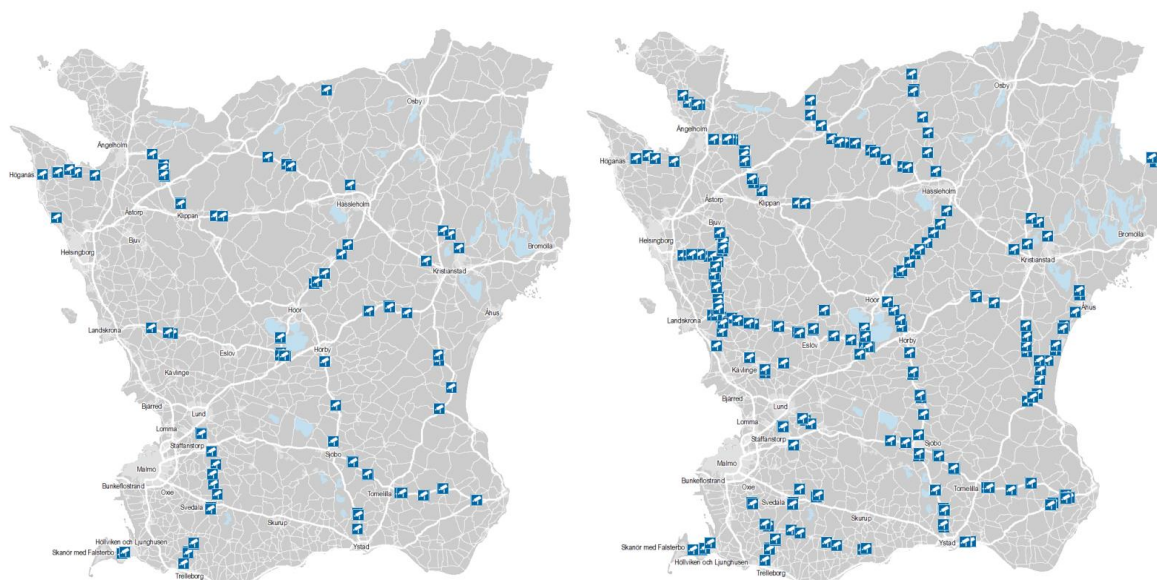 Osby
Ängelholm
Höganäs
Hässleholm
Åstorp
Klippan
Bjuv
Helsingborg
Bromölla
Kristianstad
Höör
Åhus
Landskrona
Eslöv
Hörby
Kävlinge
Bjärred
Lund
Lomma
Staffanstorp
Sjöbo
Malmö
Bunkeflostrand
Oxie
Tomelilla
Svedala
Skurup
Höllviken och Ljunghusen
Ystad
Skanör med Falsterbo
Trelleborg
Osby
Ängelholm
Höganäs
Hässleholm
Åstorp
Klippan
Bjuv
Bromölla
Helsingborg
Kristianstad
Höör
Åhus
Landskrona
Eslöv
Hörby
Kävlinge
Bjärred
Lund
Lomma
Staffanstorp
Sjöbo
Malmö
Bunkeflostrand
Oxie
Tomelilla
Svedala
Skurup
Ystad
Skanör med Falsterbo
Höllviken och Ljunghusen
Trelleborg